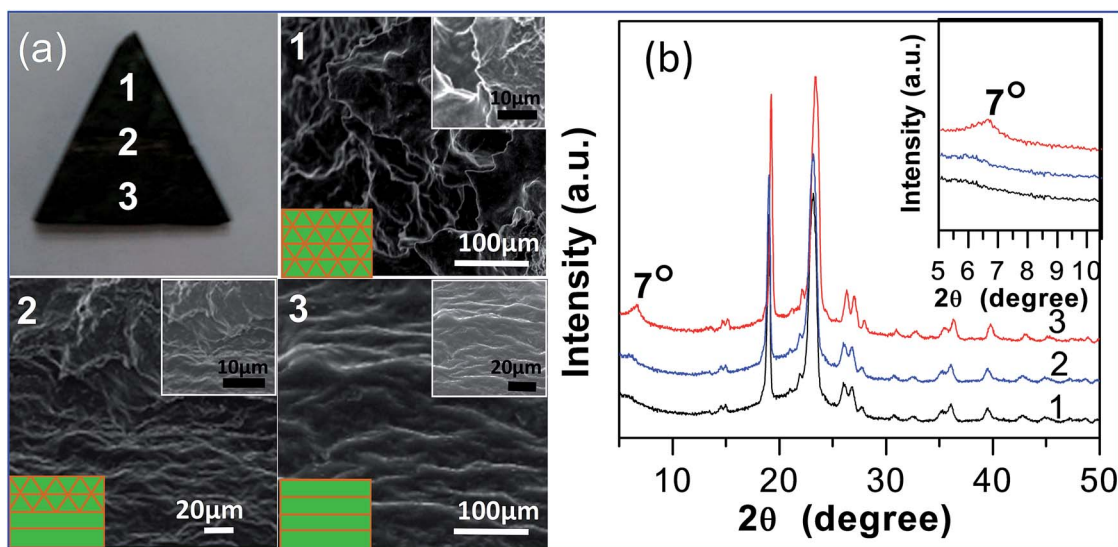 (a)
1
2
3
1
10μm
100μm
2
10μm
20μm
3
20μm
100μm
(b)
Intensity (a.u.)
7°
3
2
1
10 20 30 40 50
2θ (degree)
Intensity (a.u.)
7°
5 6 7 8 9 10
2θ (degree)